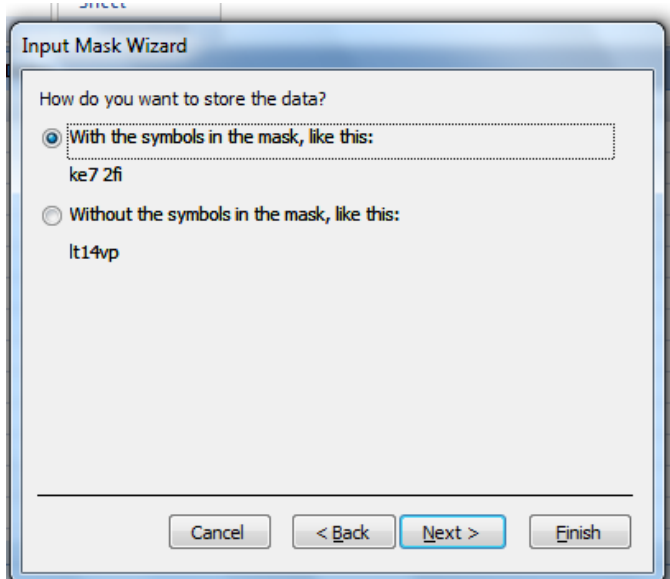 Sheet
Input Mask Wizard
How do you want to store the data?
With the symbols in the mask, like this:
ke7 2fi
Without the symbols in the mask, like this:
lt14vp
Cancel
< Back
Next >
Finish